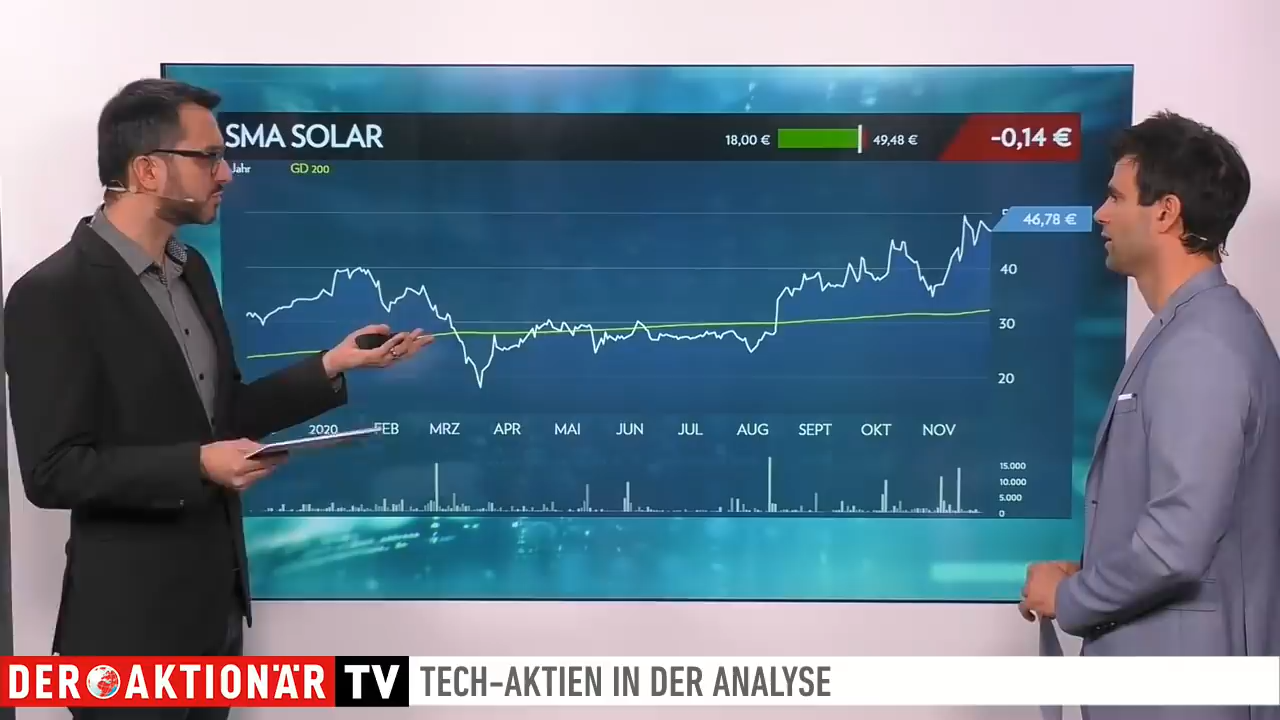 SMA SOLAR
18,00 €
49,48 €
-0,14 €
Jahr
GD 200
46,78 €
40
30
20
2020 FEB MRZ APR MAI JUN JUL AUG SEPT OKT NOV
15.000
10.000
5.000
0
DER AKTIONÄR TV
TECH-AKTIEN IN DER ANALYSE